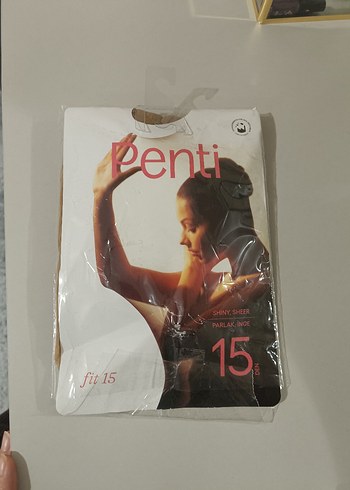 Penti
SHINY, SHEER
PARLAK, İNCE
15
DEN
fit 15